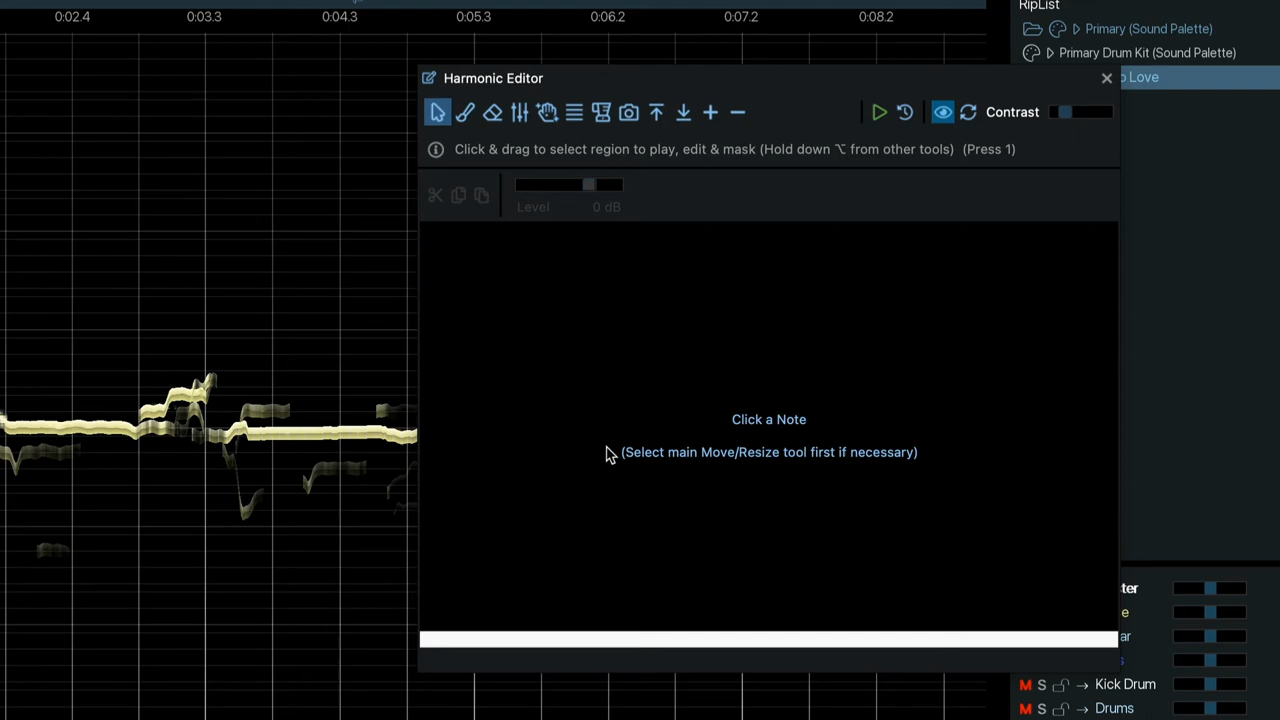 0:02.4 0:03.3 0:04.3 0:05.3 0:06.2 0:07.2 0:08.2
RipList
Primary (Sound Palette)
Primary Drum Kit (Sound Palette)
o Love
Harmonic Editor
Contrast
Click & drag to select region to play, edit & mask (Hold down ⌥ from other tools) (Press 1)
Level 0 dB
Click a Note
(Select main Move/Resize tool first if necessary)
ter
e
ar
s
M S → Kick Drum
M S → Drums